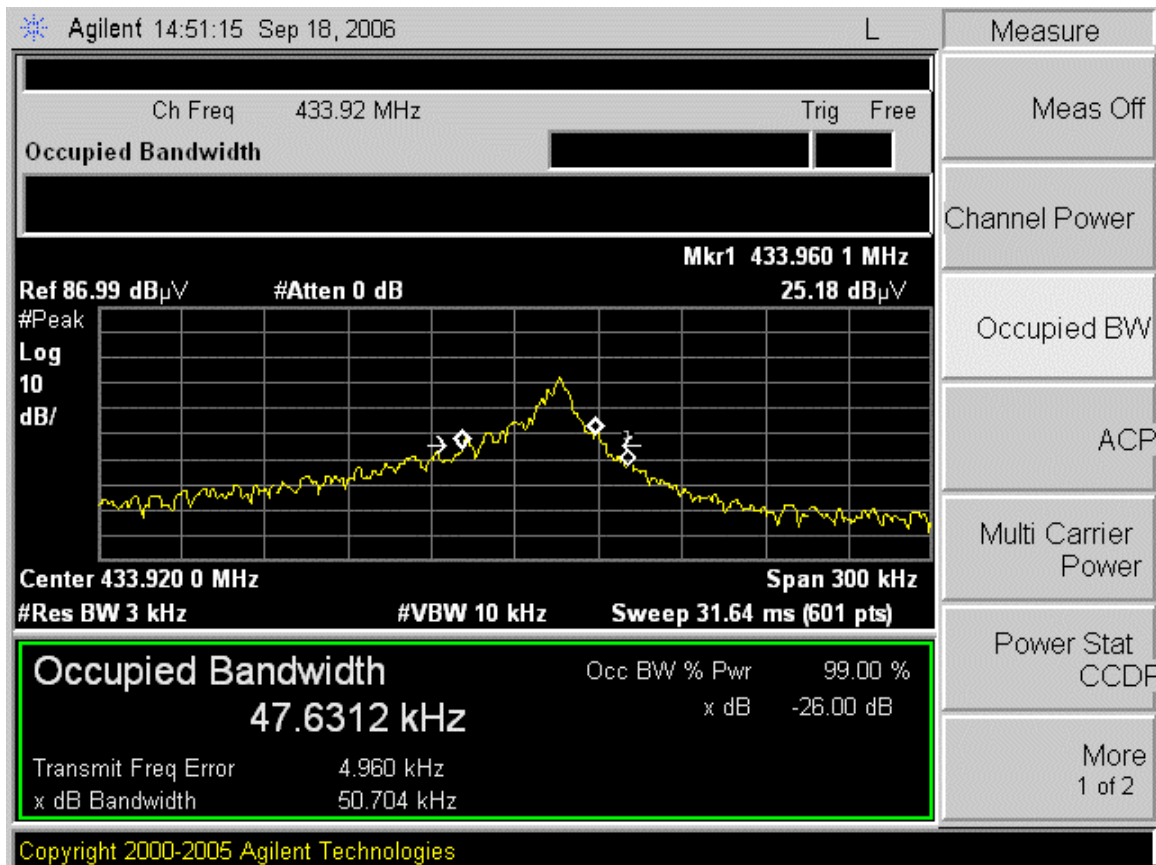 Agilent 14:51:15 Sep 18, 2006 L
Measure
Ch Freq 433.92 MHz Trig Free
Occupied Bandwidth
Mkr1 433.960 1 MHz
Ref 86.99 dBµV #Atten 0 dB 25.18 dBµV
#Peak
Log
10
dB/
1
Center 433.920 0 MHz Span 300 kHz
#Res BW 3 kHz #VBW 10 kHz Sweep 31.64 ms (601 pts)
Occupied Bandwidth
47.6312 kHz
Occ BW % Pwr 99.00 %
x dB -26.00 dB
Transmit Freq Error 4.960 kHz
x dB Bandwidth 50.704 kHz
Copyright 2000-2005 Agilent Technologies
Meas Off
Channel Power
Occupied BW
ACP
Multi Carrier
Power
Power Stat
CCDF
More
1 of 2